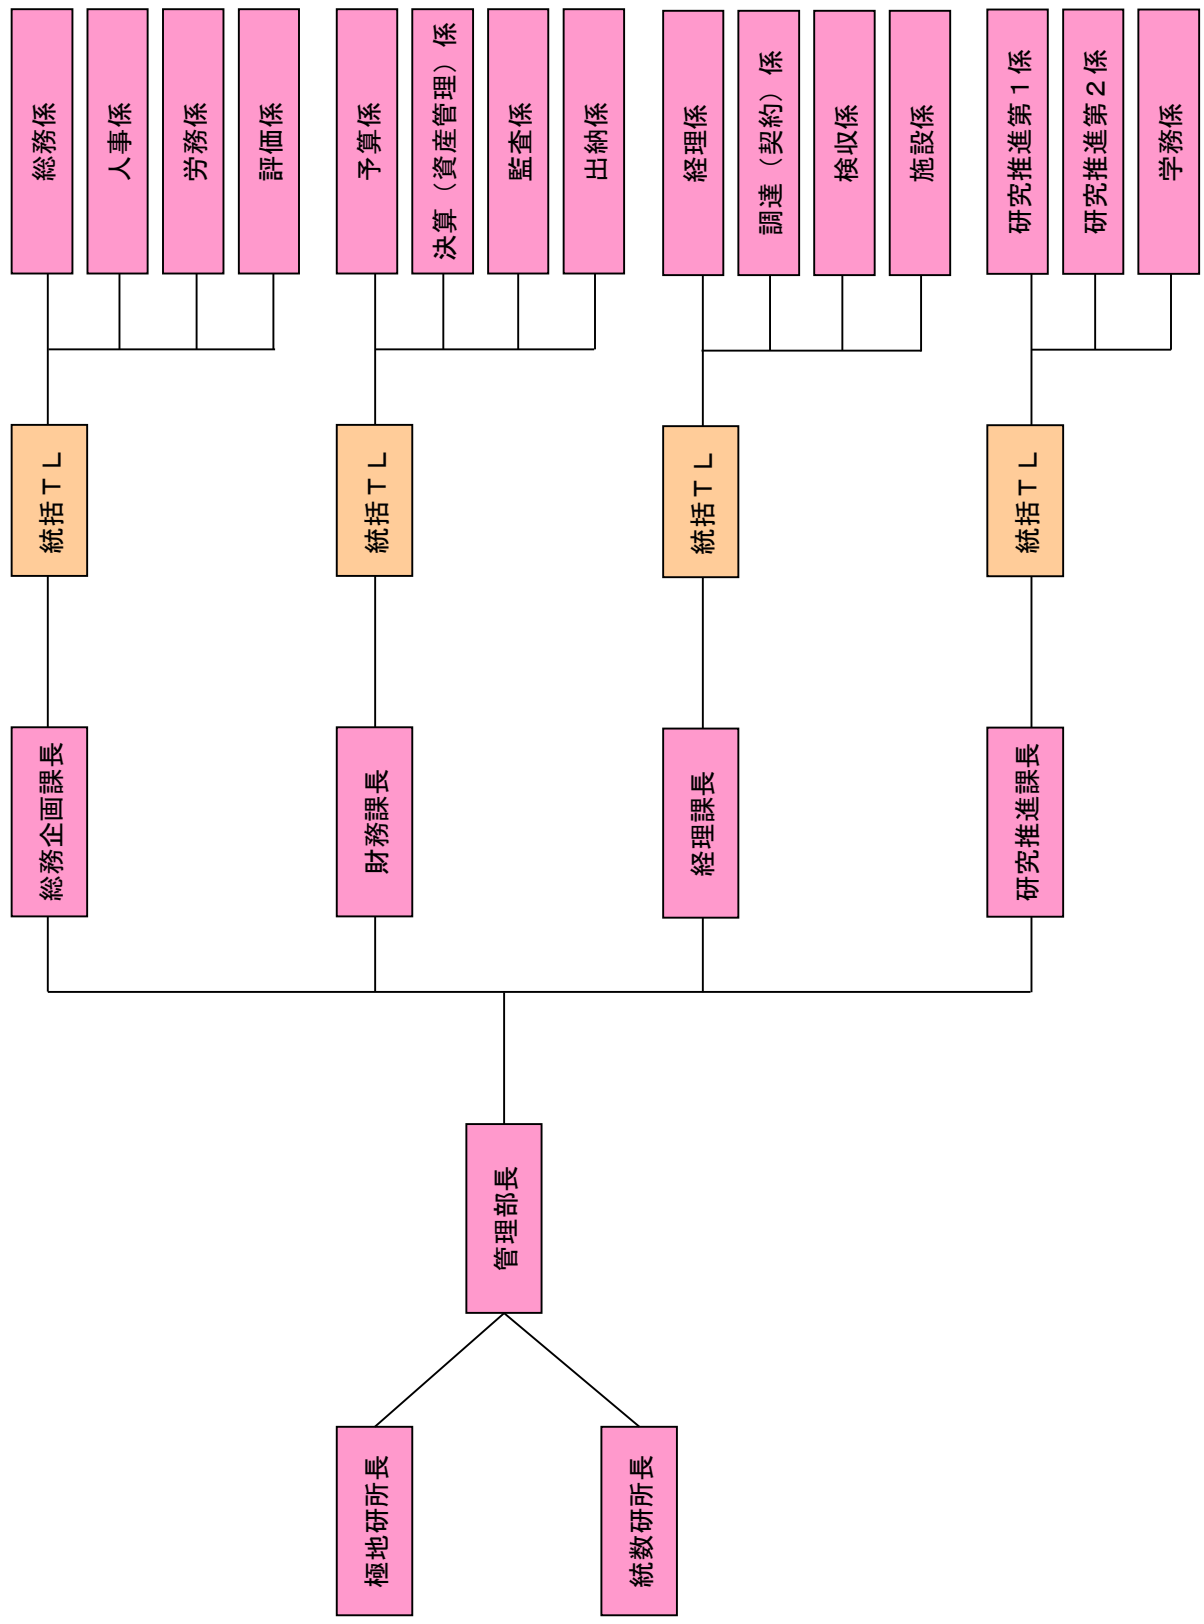 極地研所長
統数研所長
管理部長
総務企画課長
統括ＴＬ
総務係
人事係
労務係
評価係
財務課長
統括ＴＬ
予算係
決算（資産管理）係
監査係
出納係
経理課長
統括ＴＬ
経理係
調達（契約）係
検収係
施設係
研究推進課長
統括ＴＬ
研究推進第１係
研究推進第２係
学務係